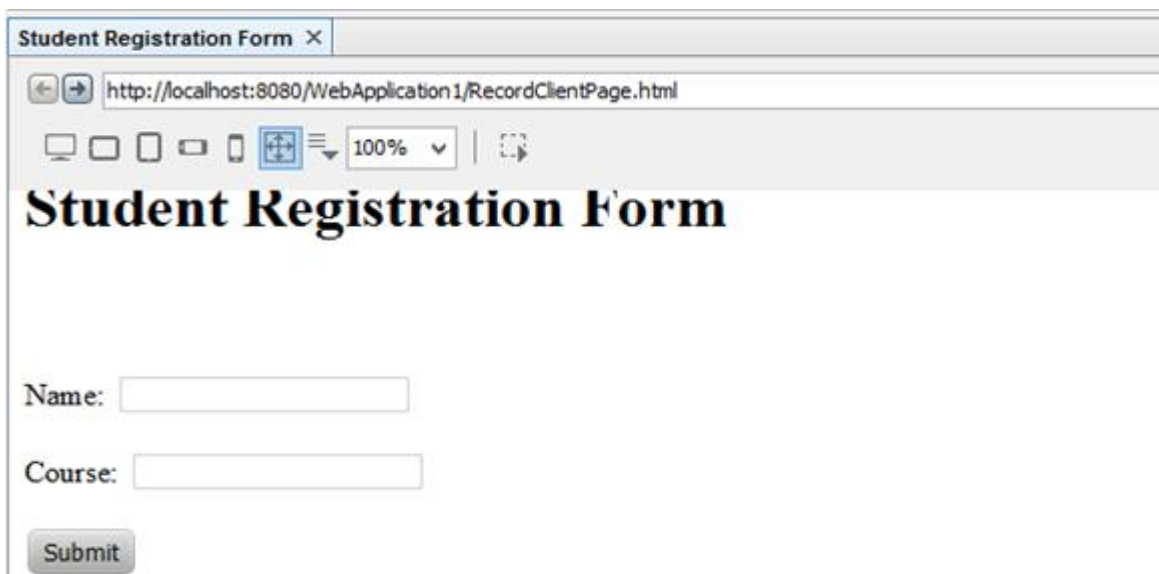 Student Registration Form
http://localhost:8080/WebApplication1/RecordClientPage.html
100%
Student Registration Form
Name:
Course:
Submit